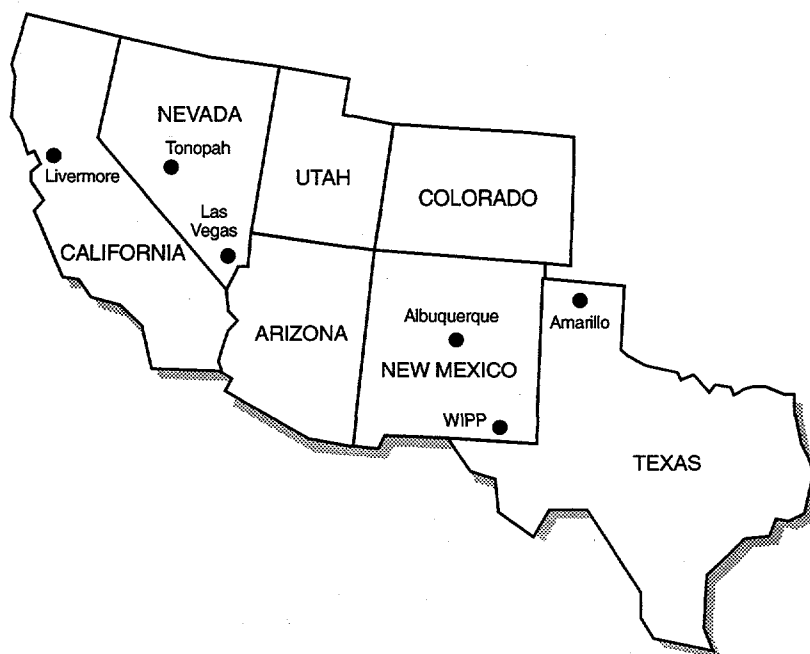 NEVADA
Tonopah
Livermore
UTAH
COLORADO
Las
Vegas
CALIFORNIA
ARIZONA
Albuquerque
Amarillo
NEW MEXICO
WIPP
TEXAS